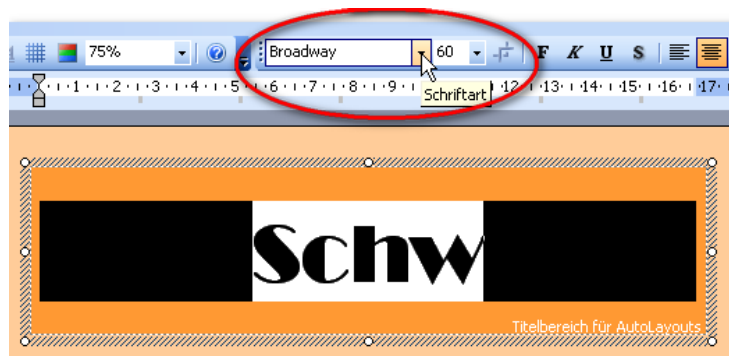 75% Broadway 60 F K U S
1 2 3 4 5 6 7 8 9 12 13 14 15 16 17
Schriftart
Schw
Titelbereich für AutoLayouts